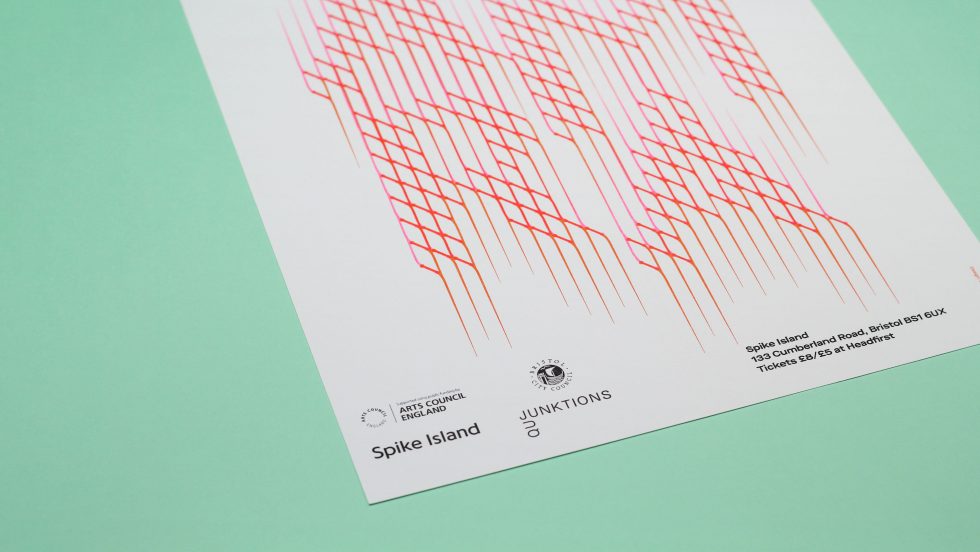 Spike Island
133 Cumberland Road, Bristol BS1 6UX
Tickets £8/£5 at Headfirst
BRISTOL
CITY COUNCIL
Supported using public funding by
ARTS COUNCIL
ENGLAND
ARTS COUNCIL
ENGLAND
Spike Island
QU
JUNKTIONS